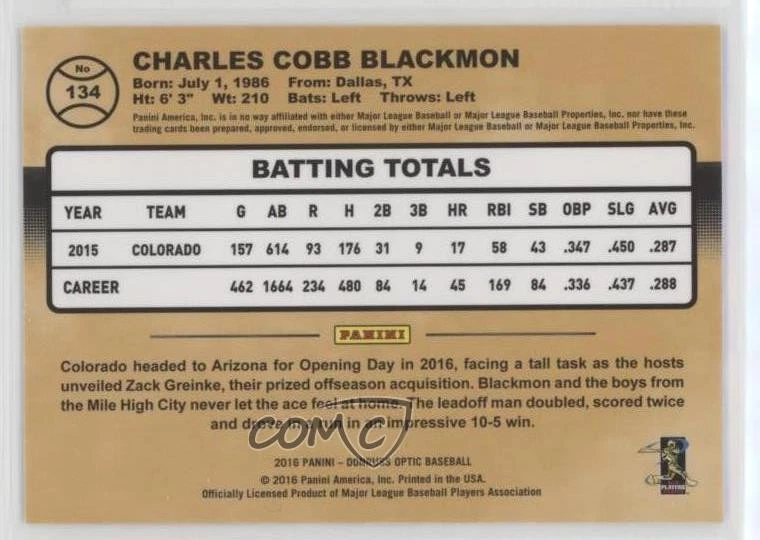 No
134
CHARLES COBB BLACKMON
Born: July 1, 1986 From: Dallas, TX
Ht: 6' 3" Wt: 210 Bats: Left Throws: Left
Panini America, Inc. is in no way affiliated with either Major League Baseball or Major League Baseball Properties, Inc. nor have these
trading cards been prepared, approved, endorsed, or licensed by either Major League Baseball or Major League Baseball Properties, Inc.
BATTING TOTALS
YEAR TEAM G AB R H 2B 3B HR RBI SB OBP SLG AVG
2015 COLORADO 157 614 93 176 31 9 17 58 43 .347 .450 .287
CAREER 462 1664 234 480 84 14 45 169 84 .336 .437 .288
PANINI
Colorado headed to Arizona for Opening Day in 2016, facing a tall task as the hosts
unveiled Zack Greinke, their prized offseason acquisition. Blackmon and the boys from
the Mile High City never let the ace feel at home. The leadoff man doubled, scored twice
and drove in a run in an impressive 10-5 win.
COMC
2016 PANINI – DONRUSS OPTIC BASEBALL
© 2016 Panini America, Inc. Printed in the USA.
Officially Licensed Product of Major League Baseball Players Association
PLAYERS